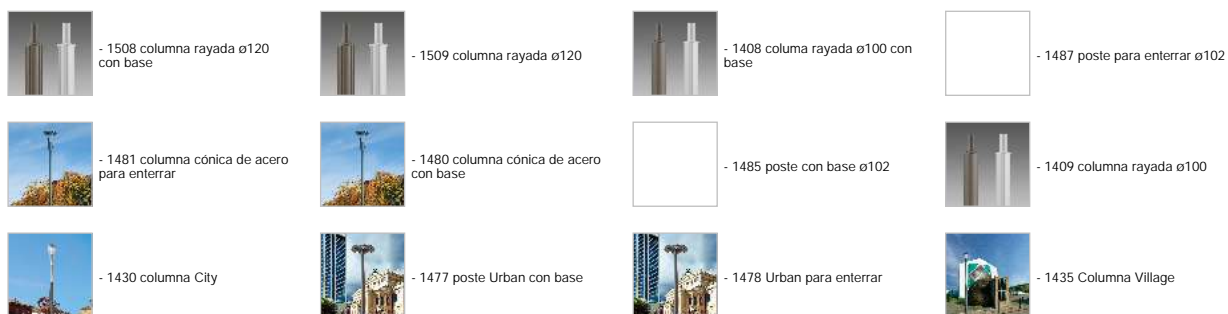 - 1508 columna rayada ø120
con base
- 1509 columna rayada ø120
- 1408 columa rayada ø100 con
base
- 1487 poste para enterrar ø102
- 1481 columna cónica de acero
para enterrar
- 1480 columna cónica de acero
con base
- 1485 poste con base ø102
- 1409 columna rayada ø100
- 1430 columna City
- 1477 poste Urban con base
- 1478 Urban para enterrar
- 1435 Columna Village